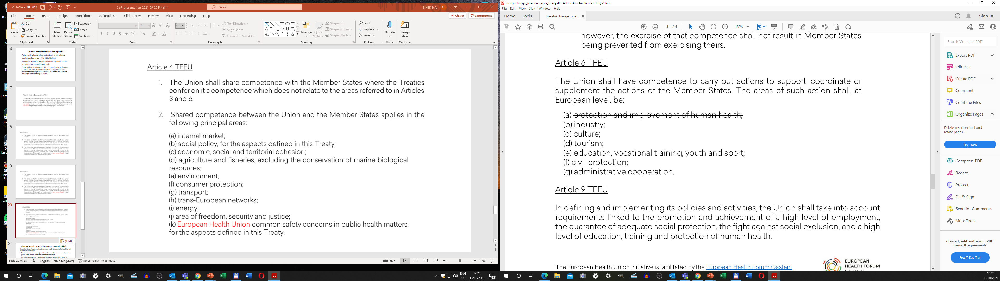 AutoSave Off CoR_presentation_2021_09_27 Final Search EIHSD Info EI
File Home Insert Design Transitions Animations Slide Show Review View Recording Help Share Comments
Paste Cut Copy Format Painter Clipboard
New Slide Reuse Slides Layout Reset Section Slides
19 Font
Text Direction Align Text Convert to SmartArt Paragraph
Arrange Quick Styles Shape Fill Shape Outline Shape Effects Drawing
Find Replace Select Editing
Dictate Voice
Design Ideas Designer
16
What if amendments are not agreed?
• Policy making based solely on the basis of the internal
market shall continue in the EU institutions
• Europeans would restrict the benefits they would obtain
from deeper cooperation on health
• Quite likely that after the spirit of comradeship in fighting
COVID 19 is over, Europe will witness reappearance of
policies that brought the European Union to the brink of
disintegration in spring of 2020
17
18
19
20
(Ctrl)
21
What are benefits provided by a EHU to general public?
Article 4 TFEU
1. The Union shall share competence with the Member States where the Treaties
confer on it a competence which does not relate to the areas referred to in Articles
3 and 6.
2. Shared competence between the Union and the Member States applies in the
following principal areas:
(a) internal market;
(b) social policy, for the aspects defined in this Treaty;
(c) economic, social and territorial cohesion;
(d) agriculture and fisheries, excluding the conservation of marine biological
resources;
(e) environment;
(f) consumer protection;
(g) transport;
(h) trans-European networks;
(i) energy;
(j) area of freedom, security and justice;
(k) European Health Union common safety concerns in public health matters,
for the aspects defined in this Treaty.
Slide 20 of 23 English (United Kingdom) Accessibility: Investigate Notes 109%
Treaty-change_position-paper_final.pdf - Adobe Acrobat Reader DC (32-bit)
File Edit View Sign Window Help
Home Tools Treaty-change_posi... Sign In
4 / 6 180%
however, the exercise of that competence shall not result in Member States
being prevented from exercising theirs.
Article 6 TFEU
The Union shall have competence to carry out actions to support, coordinate or
supplement the actions of the Member States. The areas of such action shall, at
European level, be:
(a) protection and improvement of human health;
(b) industry;
(c) culture;
(d) tourism;
(e) education, vocational training, youth and sport;
(f) civil protection;
(g) administrative cooperation.
Article 9 TFEU
In defining and implementing its policies and activities, the Union shall take into account
requirements linked to the promotion and achievement of a high level of employment,
the guarantee of adequate social protection, the fight against social exclusion, and a high
level of education, training and protection of human health.
The European Health Union initiative is facilitated by the European Health Forum Gastein.
EUROPEAN
HEALTH FORUM
GASTEIN
Search 'Combine PDF'
Export PDF
Edit PDF
Create PDF
Comment
Combine Files
Organize Pages
Delete, insert, extract and
rotate pages.
Try now
Compress PDF
Redact
Protect
Fill & Sign
Send for Comments
More Tools
Convert, edit and e-sign PDF
forms & agreements
Free 7-Day Trial
ENG
US
14:20
13/10/2021
23
14:20
13/10/2021